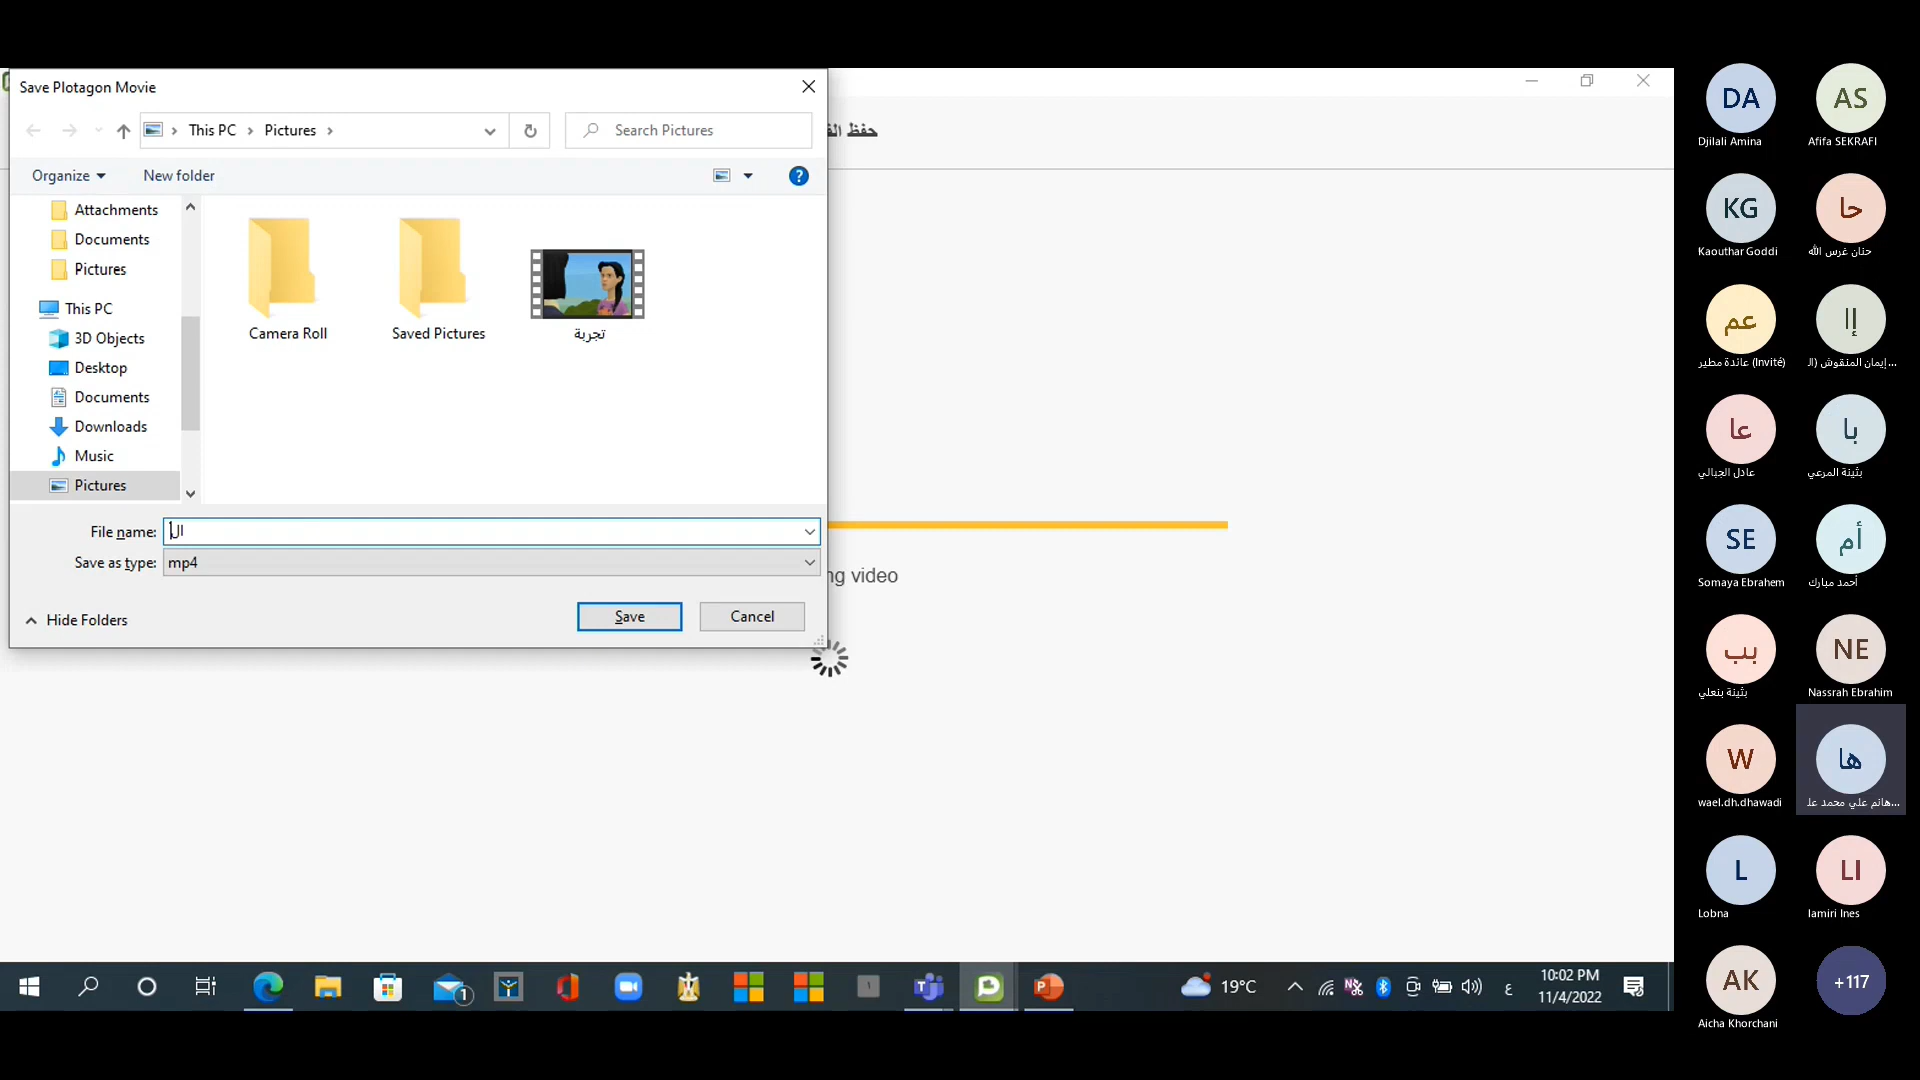 Save Plotagon Movie
This PC
Pictures
Search Pictures
Organize
New folder
Attachments
Documents
Pictures
This PC
3D Objects
Desktop
Documents
Downloads
Music
Pictures
Camera Roll
Saved Pictures
تجربة
File name:
ال
Save as type:
mp4
Hide Folders
Save
Cancel
حفظ
ng video
DA
Djilali Amina
AS
Afifa SEKRAFI
KG
Kaouthar Goddi
حا
حنان غرس الله
عم
عائدة مطير (Invité)
إا
إيمان المنقوش (ال...
عا
عادل الجبالي
با
بثينة المرعي
SE
Somaya Ebrahem
أم
أحمد مبارك
بب
بثينة بنعلي
NE
Nassrah Ebrahim
W
wael.dh.dhawadi
ها
هانم علي محمد عل...
L
Lobna
LI
lamiri Ines
AK
Aicha Khorchani
+117
1
19°C
ع
10:02 PM
11/4/2022